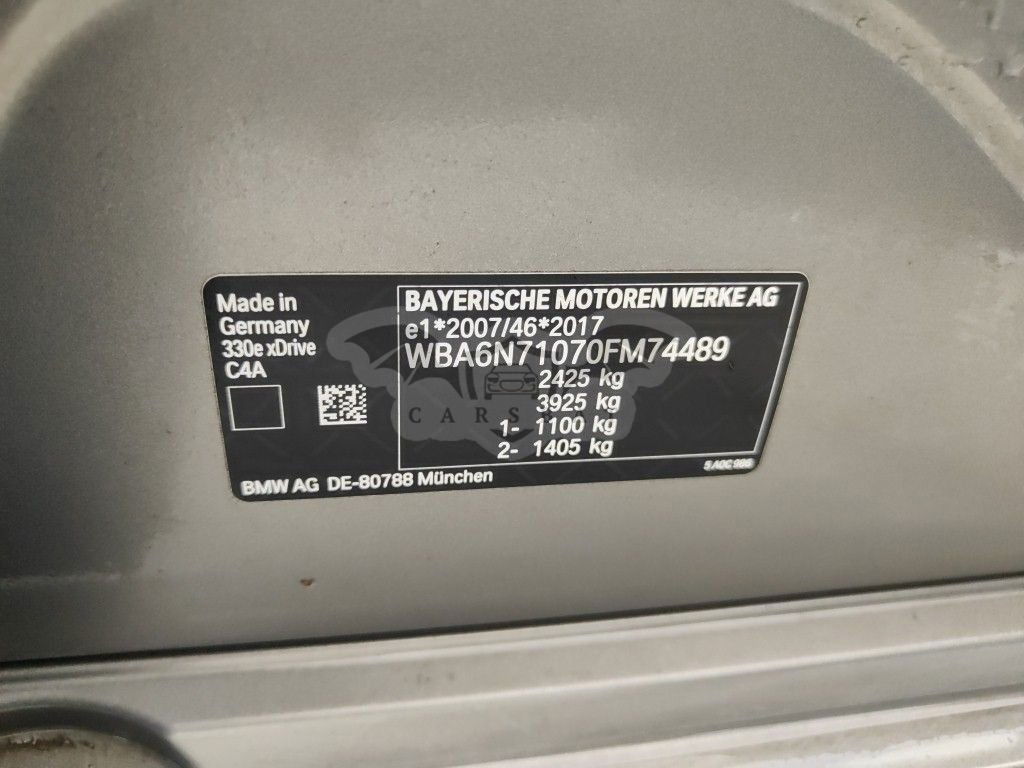 Made in
Germany
330e xDrive
C4A
BAYERISCHE MOTOREN WERKE AG
e1*2007/46*2017
WBA6N71070FM74489
2425 kg
3925 kg
1- 1100 kg
2- 1405 kg
BMW AG DE-80788 München